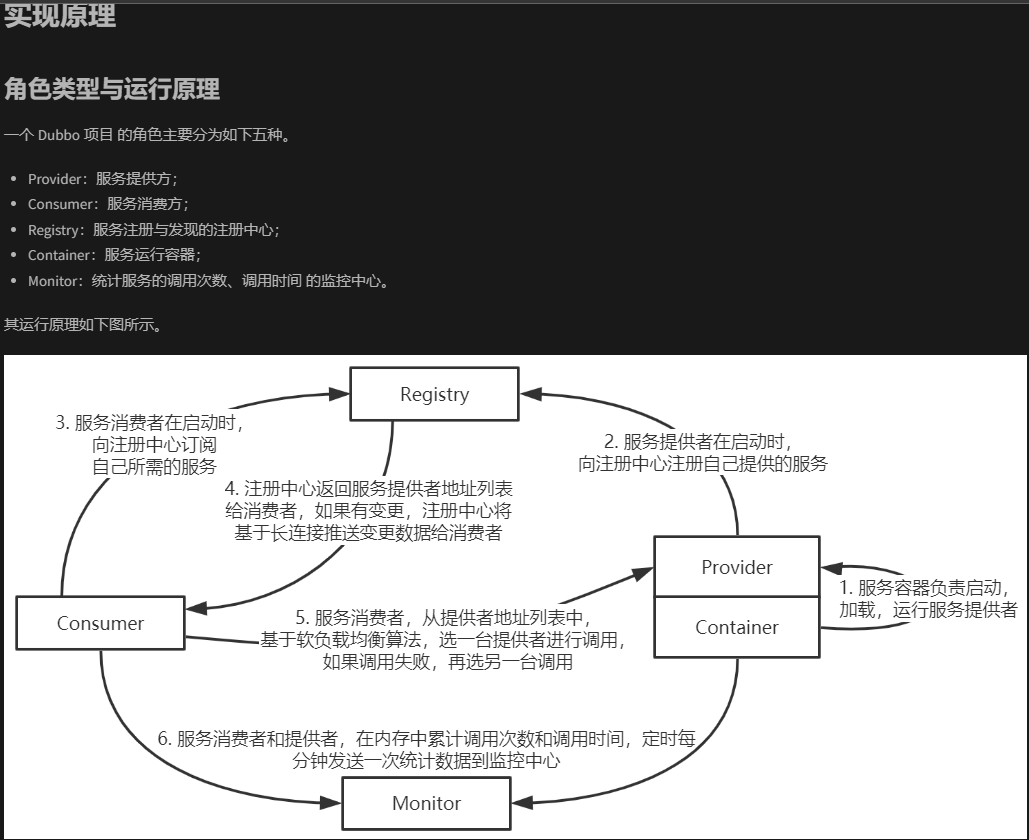 实现原理
角色类型与运行原理
一个 Dubbo 项目 的角色主要分为如下五种。
Provider：服务提供方；
Consumer：服务消费方；
Registry：服务注册与发现的注册中心；
Container：服务运行容器；
Monitor：统计服务的调用次数、调用时间 的监控中心。
其运行原理如下图所示。
Registry
3. 服务消费者在启动时，
向注册中心订阅
自己所需的服务
2. 服务提供者在启动时，
向注册中心注册自己提供的服务
4. 注册中心返回服务提供者地址列表
给消费者，如果有变更，注册中心将
基于长连接推送变更数据给消费者
Provider
1. 服务容器负责启动，
加载，运行服务提供者
Consumer
Container
5. 服务消费者，从提供者地址列表中，
基于软负载均衡算法，选一台提供者进行调用，
如果调用失败，再选另一台调用
6. 服务消费者和提供者，在内存中累计调用次数和调用时间，定时每
分钟发送一次统计数据到监控中心
Monitor